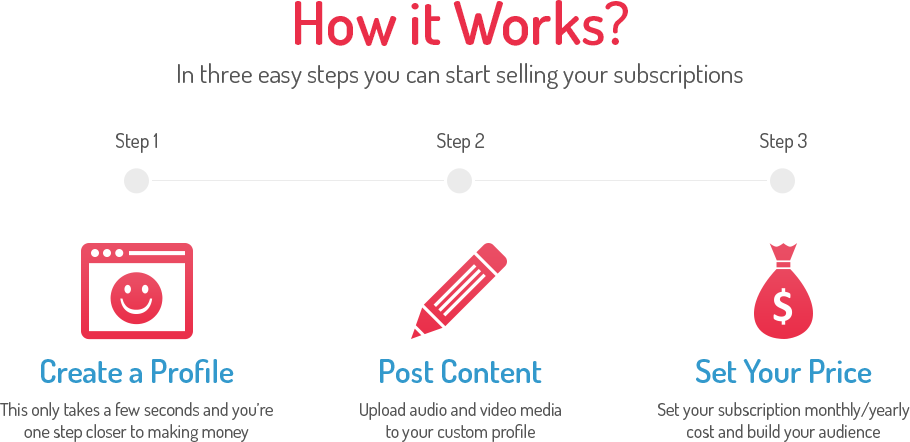 How it Works?
In three easy steps you can start selling your subscriptions
Step 1
Step 2
Step 3
$
Create a Profile
This only takes a few seconds and you're
one step closer to making money
Post Content
Upload audio and video media
to your custom profile
Set Your Price
Set your subscription monthly/yearly
cost and build your audience